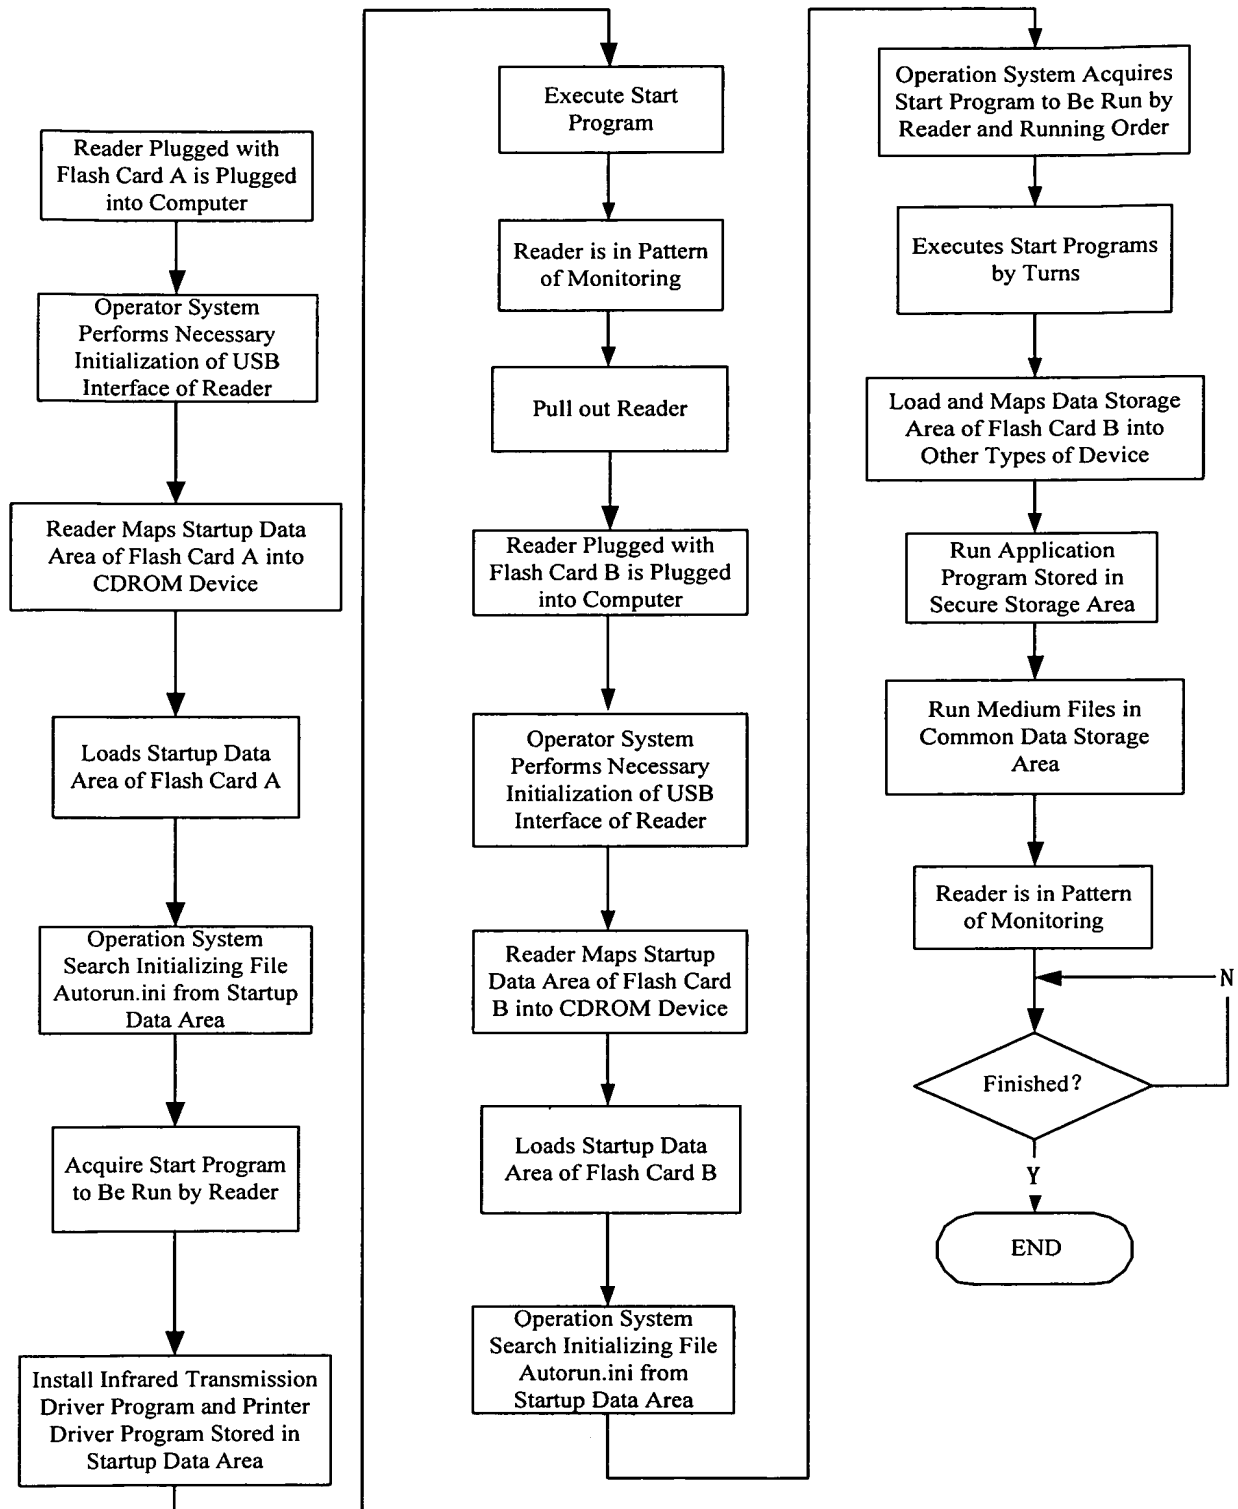 Reader Plugged with
Flash Card A is Plugged
into Computer
Operator System
Performs Necessary
Initialization of USB
Interface of Reader
Reader Maps Startup Data
Area of Flash Card A into
CDROM Device
Loads Startup Data
Area of Flash Card A
Operation System
Search Initializing File
Autorun.ini from Startup
Data Area
Acquire Start Program
to Be Run by Reader
Install Infrared Transmission
Driver Program and Printer
Driver Program Stored in
Startup Data Area
Execute Start
Program
Reader is in Pattern
of Monitoring
Pull out Reader
Reader Plugged with
Flash Card B is Plugged
into Computer
Operator System
Performs Necessary
Initialization of USB
Interface of Reader
Reader Maps Startup
Data Area of Flash Card
B into CDROM Device
Loads Startup Data
Area of Flash Card B
Operation System
Search Initializing File
Autorun.ini from
Startup Data Area
Operation System Acquires
Start Program to Be Run by
Reader and Running Order
Executes Start Programs
by Turns
Load and Maps Data Storage
Area of Flash Card B into
Other Types of Device
Run Application
Program Stored in
Secure Storage Area
Run Medium Files in
Common Data Storage
Area
Reader is in Pattern
of Monitoring
N
Finished?
Y
END